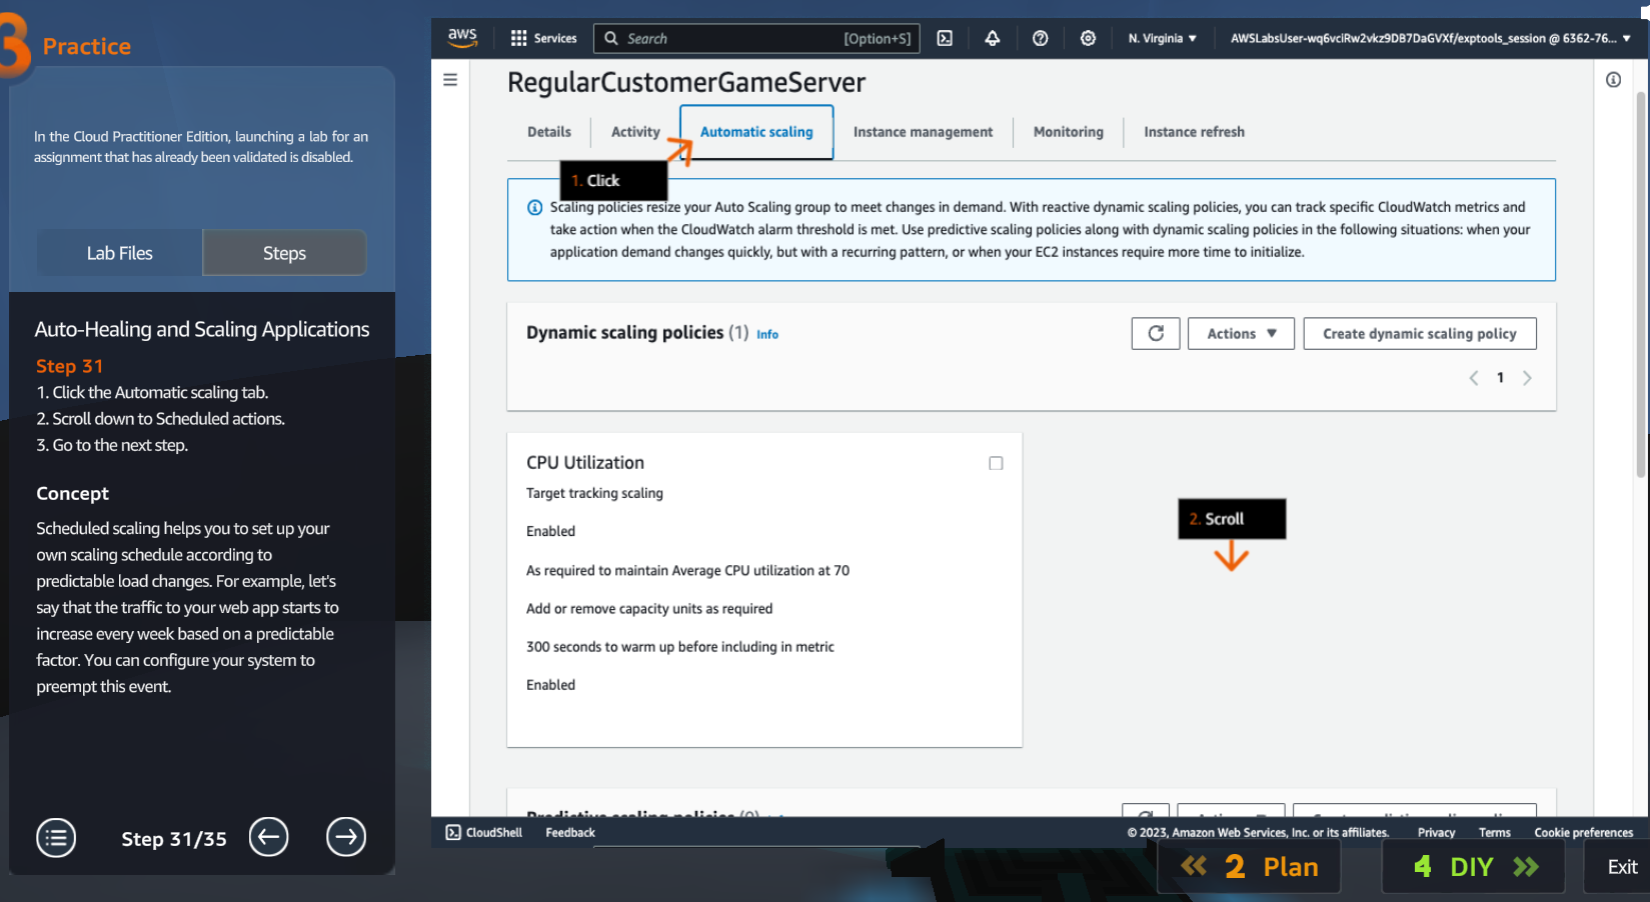 3 Practice
In the Cloud Practitioner Edition, launching a lab for an
assignment that has already been validated is disabled.
Lab Files
Steps
Auto-Healing and Scaling Applications
Step 31
1. Click the Automatic scaling tab.
2. Scroll down to Scheduled actions.
3. Go to the next step.
Concept
Scheduled scaling helps you to set up your
own scaling schedule according to
predictable load changes. For example, let's
say that the traffic to your web app starts to
increase every week based on a predictable
factor. You can configure your system to
preempt this event.
Step 31/35
aws
Services
Search
[Option+S]
N. Virginia
AWSLabsUser-wq6vciRw2vkz9DB7DaGVXf/exptools_session @ 6362-76...
RegularCustomerGameServer
Details
Activity
Automatic scaling
Instance management
Monitoring
Instance refresh
1. Click
Scaling policies resize your Auto Scaling group to meet changes in demand. With reactive dynamic scaling policies, you can track specific CloudWatch metrics and
take action when the CloudWatch alarm threshold is met. Use predictive scaling policies along with dynamic scaling policies in the following situations: when your
application demand changes quickly, but with a recurring pattern, or when your EC2 instances require more time to initialize.
Dynamic scaling policies (1) Info
Actions
Create dynamic scaling policy
1
CPU Utilization
Target tracking scaling
Enabled
As required to maintain Average CPU utilization at 70
Add or remove capacity units as required
300 seconds to warm up before including in metric
Enabled
2. Scroll
Predictive scaling policies (0)
CloudShell
Feedback
© 2023, Amazon Web Services, Inc. or its affiliates.
Privacy
Terms
Cookie preferences
2 Plan
4 DIY
Exit